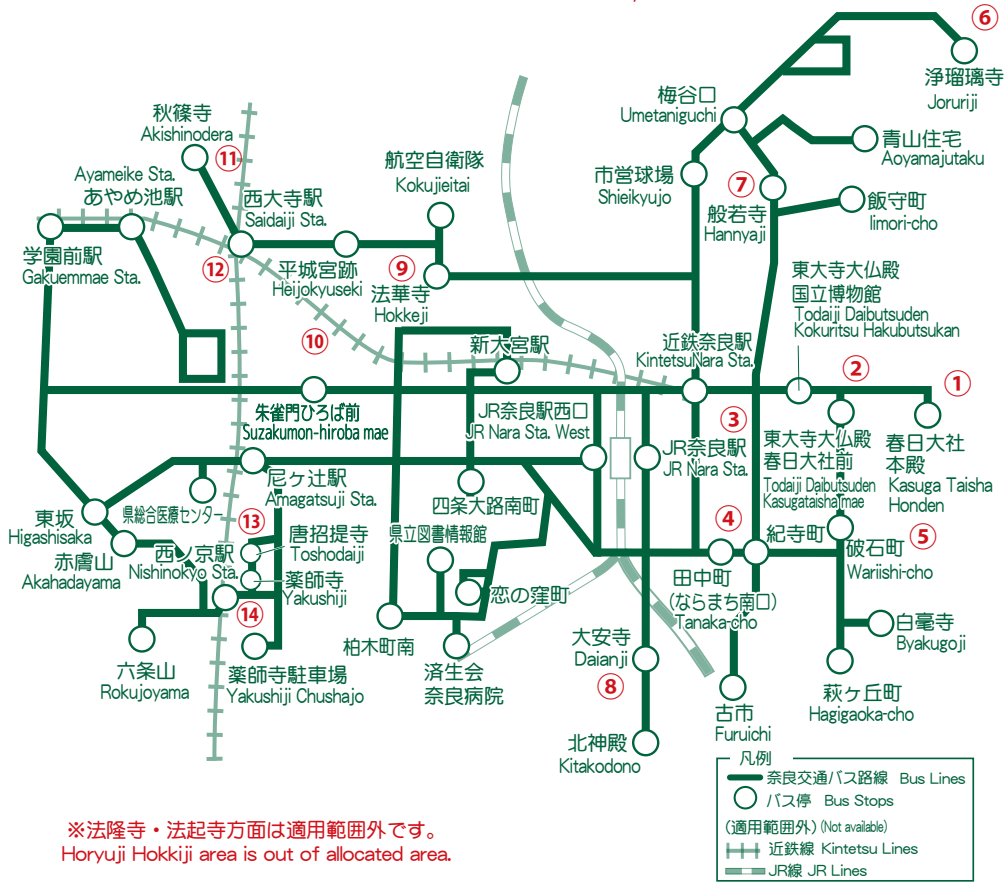 ⑥
浄瑠璃寺
Joruriji
梅谷口
Umetaniguchi
秋篠寺
Akishinodera
⑪
青山住宅
Aoyamajutaku
航空自衛隊
Kokujieitai
市営球場
Shieikyujo
⑦
般若寺
Hannyaji
飯守町
Iimori-cho
Ayameike Sta.
あやめ池駅
西大寺駅
Saidaiji Sta.
学園前駅
Gakuemmae Sta.
⑫
平城宮跡
Heijokyuseki
⑨
法華寺
Hokkeji
東大寺大仏殿
国立博物館
Todaiji Daibutsuden
Kokuritsu Hakubutsukan
⑩
新大宮駅
近鉄奈良駅
KintetsuNara Sta.
②
①
朱雀門ひろば前
Suzakumon-hiroba mae
JR奈良駅西口
JR Nara Sta. West
③
JR奈良駅
JR Nara Sta.
東大寺大仏殿
春日大社前
Todaiji Daibutsuden
Kasugataisha mae
春日大社
本殿
Kasuga Taisha
Honden
尼ヶ辻駅
Amagatsuji Sta.
四条大路南町
東坂
Higashisaka
県総合医療センター
⑬
唐招提寺
Toshodaiji
県立図書情報館
④
紀寺町
⑤
破石町
Wariishi-cho
赤膚山
Akahadayama
西ノ京駅
Nishinokyo Sta.
薬師寺
Yakushiji
恋の窪町
田中町
(ならまち南口)
Tanaka-cho
⑭
柏木町南
白毫寺
Byakugoji
大安寺
Daianji
⑧
六条山
Rokujoyama
薬師寺駐車場
Yakushiji Chushajo
済生会
奈良病院
萩ヶ丘町
Hagigaoka-cho
古市
Furuichi
北神殿
Kitakodono
凡例
奈良交通バス路線 Bus Lines
バス停 Bus Stops
(適用範囲外) (Not available)
近鉄線 Kintetsu Lines
JR線 JR Lines
※法隆寺・法起寺方面は適用範囲外です。
Horyuji Hokkiji area is out of allocated area.